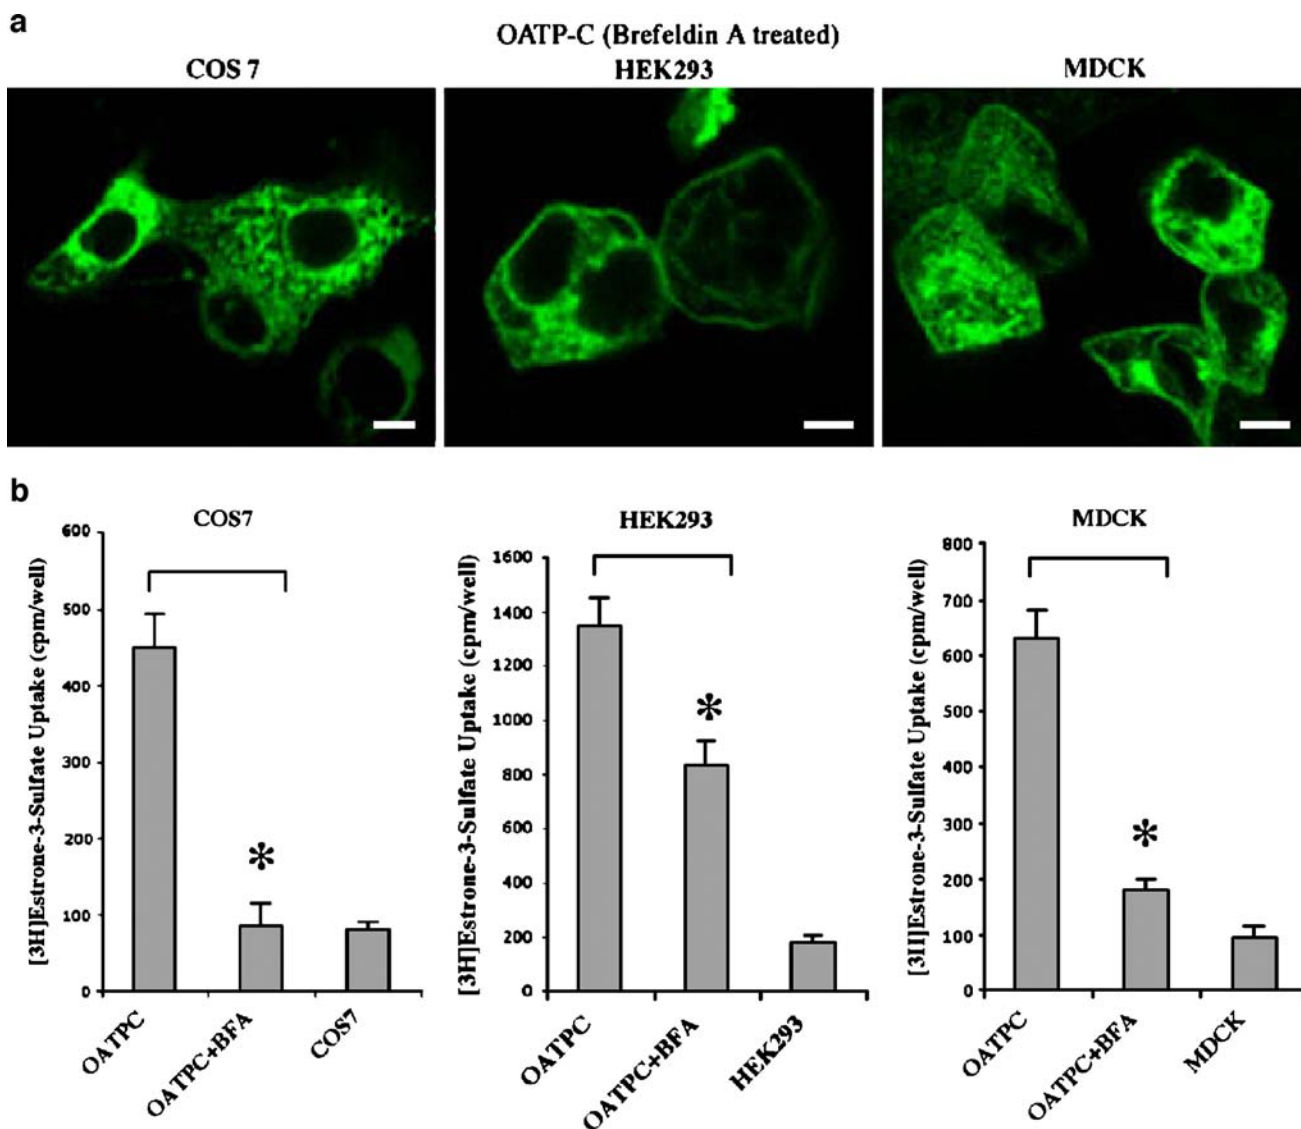 a
OATP-C (Brefeldin A treated)
COS 7
HEK293
MDCK
b
COS7
[3H]Estrone-3-Sulfate Uptake (cpm/well)
600
500
400
300
200
100
0
*
OATPC
OATPC+BFA
COS7
HEK293
[3H]Estrone-3-Sulfate Uptake (cpm/well)
1600
1400
1200
1000
800
600
400
200
0
*
OATPC
OATPC+BFA
HEK293
MDCK
[3H]Estrone-3-Sulfate Uptake (cpm/well)
800
700
600
500
400
300
200
100
0
*
OATPC
OATPC+BFA
MDCK